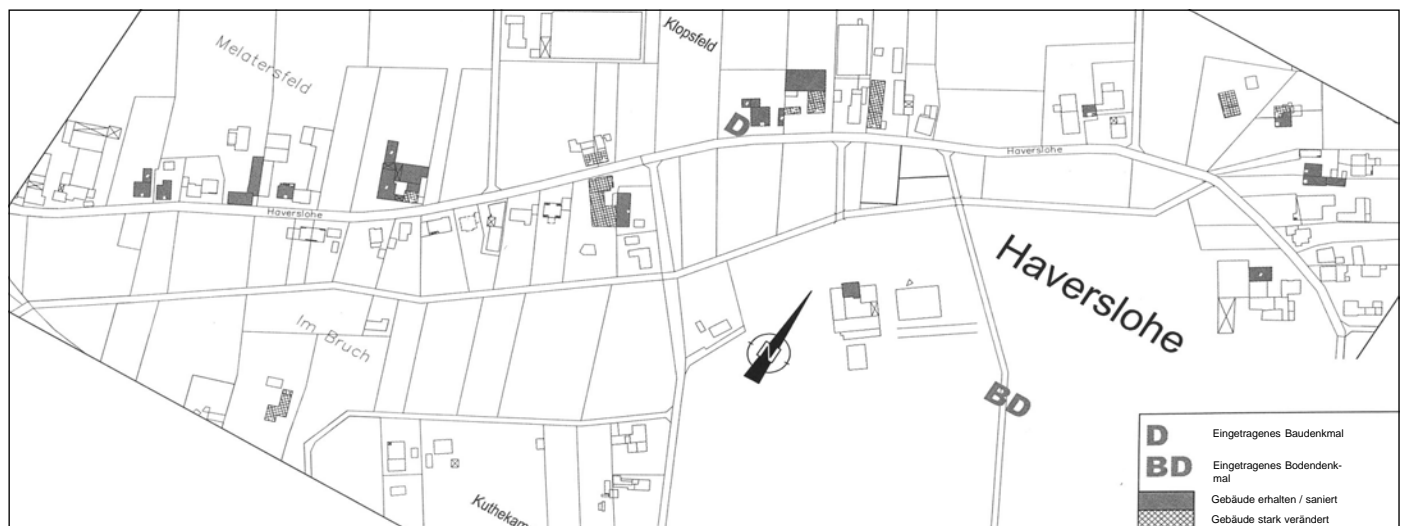 Klopsfeld
Melatersfeld
D
Haverslohe
Haverslohe
Haverslohe
N
Im Bruch
BD
Kuthekam
D Eingetragenes Baudenkmal
BD Eingetragenes Bodendenk-
mal
Gebäude erhalten / saniert
Gebäude stark verändert